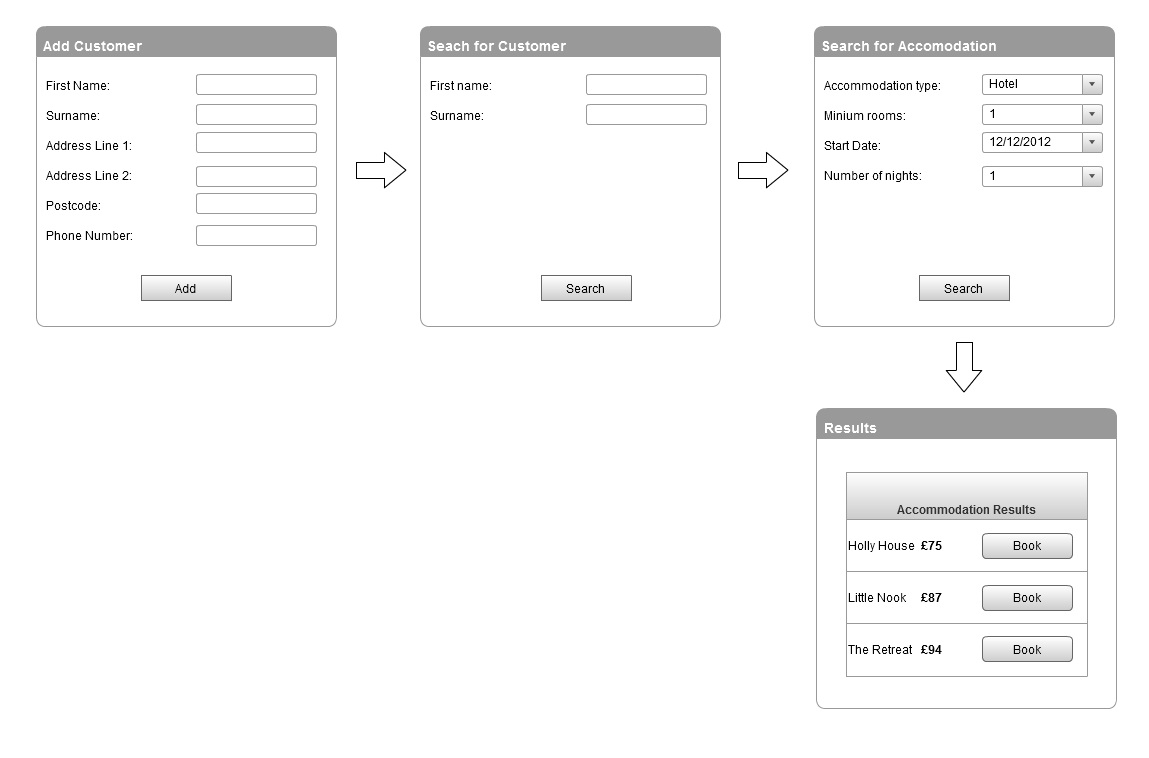 Add Customer
First Name:
Surname:
Address Line 1:
Address Line 2:
Postcode:
Phone Number:
Add
Seach for Customer
First name:
Surname:
Search
Search for Accomodation
Accommodation type: Hotel
Minium rooms: 1
Start Date: 12/12/2012
Number of nights: 1
Search
Results
Accommodation Results
Holly House £75 Book
Little Nook £87 Book
The Retreat £94 Book